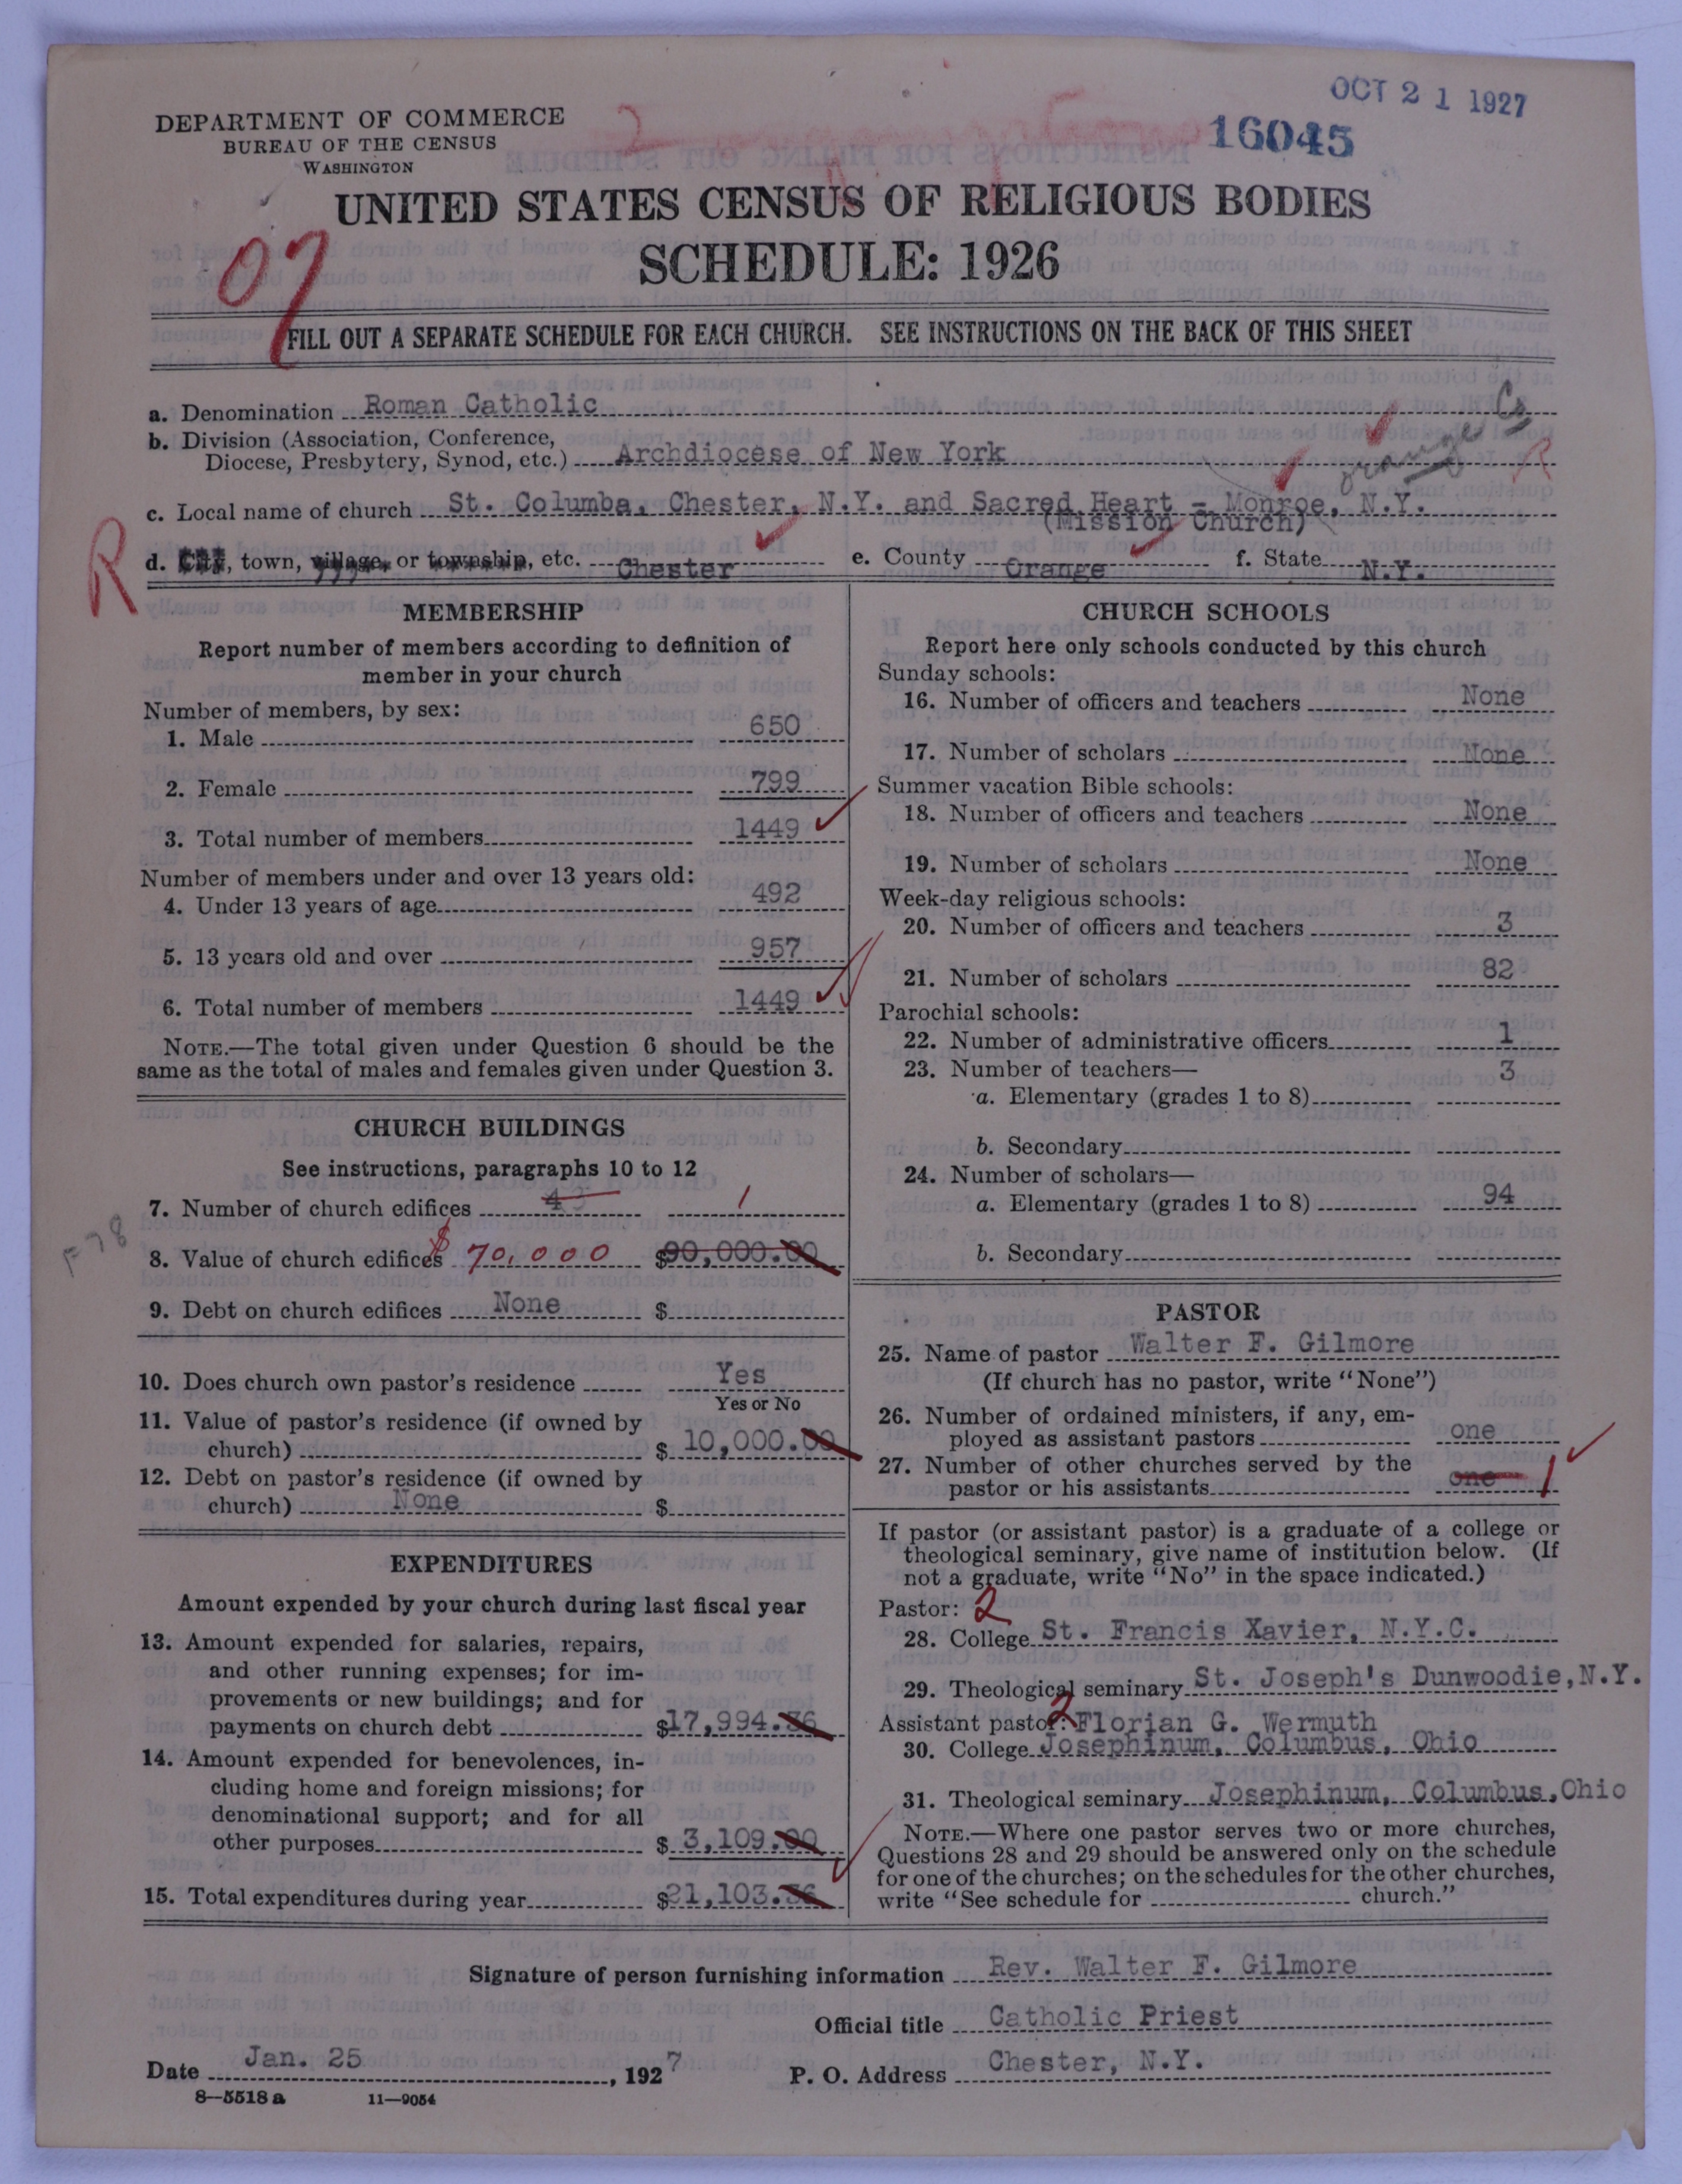 OCT 21 1927
DEPARTMENT OF COMMERCE
BUREAU OF THE CENSUS
WASHINGTON
16045
UNITED STATES CENSUS OF RELIGIOUS BODIES
SCHEDULE: 1926
07
FILL OUT A SEPARATE SCHEDULE FOR EACH CHURCH. SEE INSTRUCTIONS ON THE BACK OF THIS SHEET
a. Denomination Roman Catholic
b. Division (Association, Conference, Diocese, Presbytery, Synod, etc.) Archdiocese of New York
Orange Co
R
c. Local name of church St. Columba, Chester, N.Y. and Sacred Heart - Monroe, N.Y.
(Mission Church)
R
d. City, town, village, or township, etc. Chester e. County Orange f. State N.Y.
MEMBERSHIP
Report number of members according to definition of
member in your church
Number of members, by sex:
1. Male 650
2. Female 799
3. Total number of members 1449
Number of members under and over 13 years old:
4. Under 13 years of age 492
5. 13 years old and over 957
6. Total number of members 1449
NOTE.—The total given under Question 6 should be the
same as the total of males and females given under Question 3.
CHURCH BUILDINGS
See instructions, paragraphs 10 to 12
7. Number of church edifices 1
8. Value of church edifices $70,000 $90,000.00
9. Debt on church edifices None $
10. Does church own pastor's residence Yes
Yes or No
11. Value of pastor's residence (if owned by
church) $ 10,000.00
12. Debt on pastor's residence (if owned by
church) None $
EXPENDITURES
Amount expended by your church during last fiscal year
13. Amount expended for salaries, repairs,
and other running expenses; for im-
provements or new buildings; and for
payments on church debt $17,994.36
14. Amount expended for benevolences, in-
cluding home and foreign missions; for
denominational support; and for all
other purposes $ 3,109.00
15. Total expenditures during year $21,103.36
CHURCH SCHOOLS
Report here only schools conducted by this church
Sunday schools:
16. Number of officers and teachers None
17. Number of scholars None
Summer vacation Bible schools:
18. Number of officers and teachers None
19. Number of scholars None
Week-day religious schools:
20. Number of officers and teachers 3
21. Number of scholars 82
Parochial schools:
22. Number of administrative officers 1
23. Number of teachers— 3
a. Elementary (grades 1 to 8)
b. Secondary
24. Number of scholars—
a. Elementary (grades 1 to 8) 94
b. Secondary
PASTOR
25. Name of pastor Walter F. Gilmore
(If church has no pastor, write "None")
26. Number of ordained ministers, if any, em-
ployed as assistant pastors one
27. Number of other churches served by the
pastor or his assistants one 1
If pastor (or assistant pastor) is a graduate of a college or
theological seminary, give name of institution below. (If
not a graduate, write "No" in the space indicated.)
Pastor: 2
28. College St. Francis Xavier, N.Y.C.
29. Theological seminary St. Joseph's Dunwoodie, N.Y.
Assistant pastor: 2 Florian G. Wermuth
30. College Josephinum, Columbus, Ohio
31. Theological seminary Josephinum, Columbus, Ohio
NOTE.—Where one pastor serves two or more churches,
Questions 28 and 29 should be answered only on the schedule
for one of the churches; on the schedules for the other churches,
write "See schedule for church."
Signature of person furnishing information Rev. Walter F. Gilmore
Official title Catholic Priest
Date Jan. 25, 1927 P. O. Address Chester, N.Y.
8—5518 a 11—9054